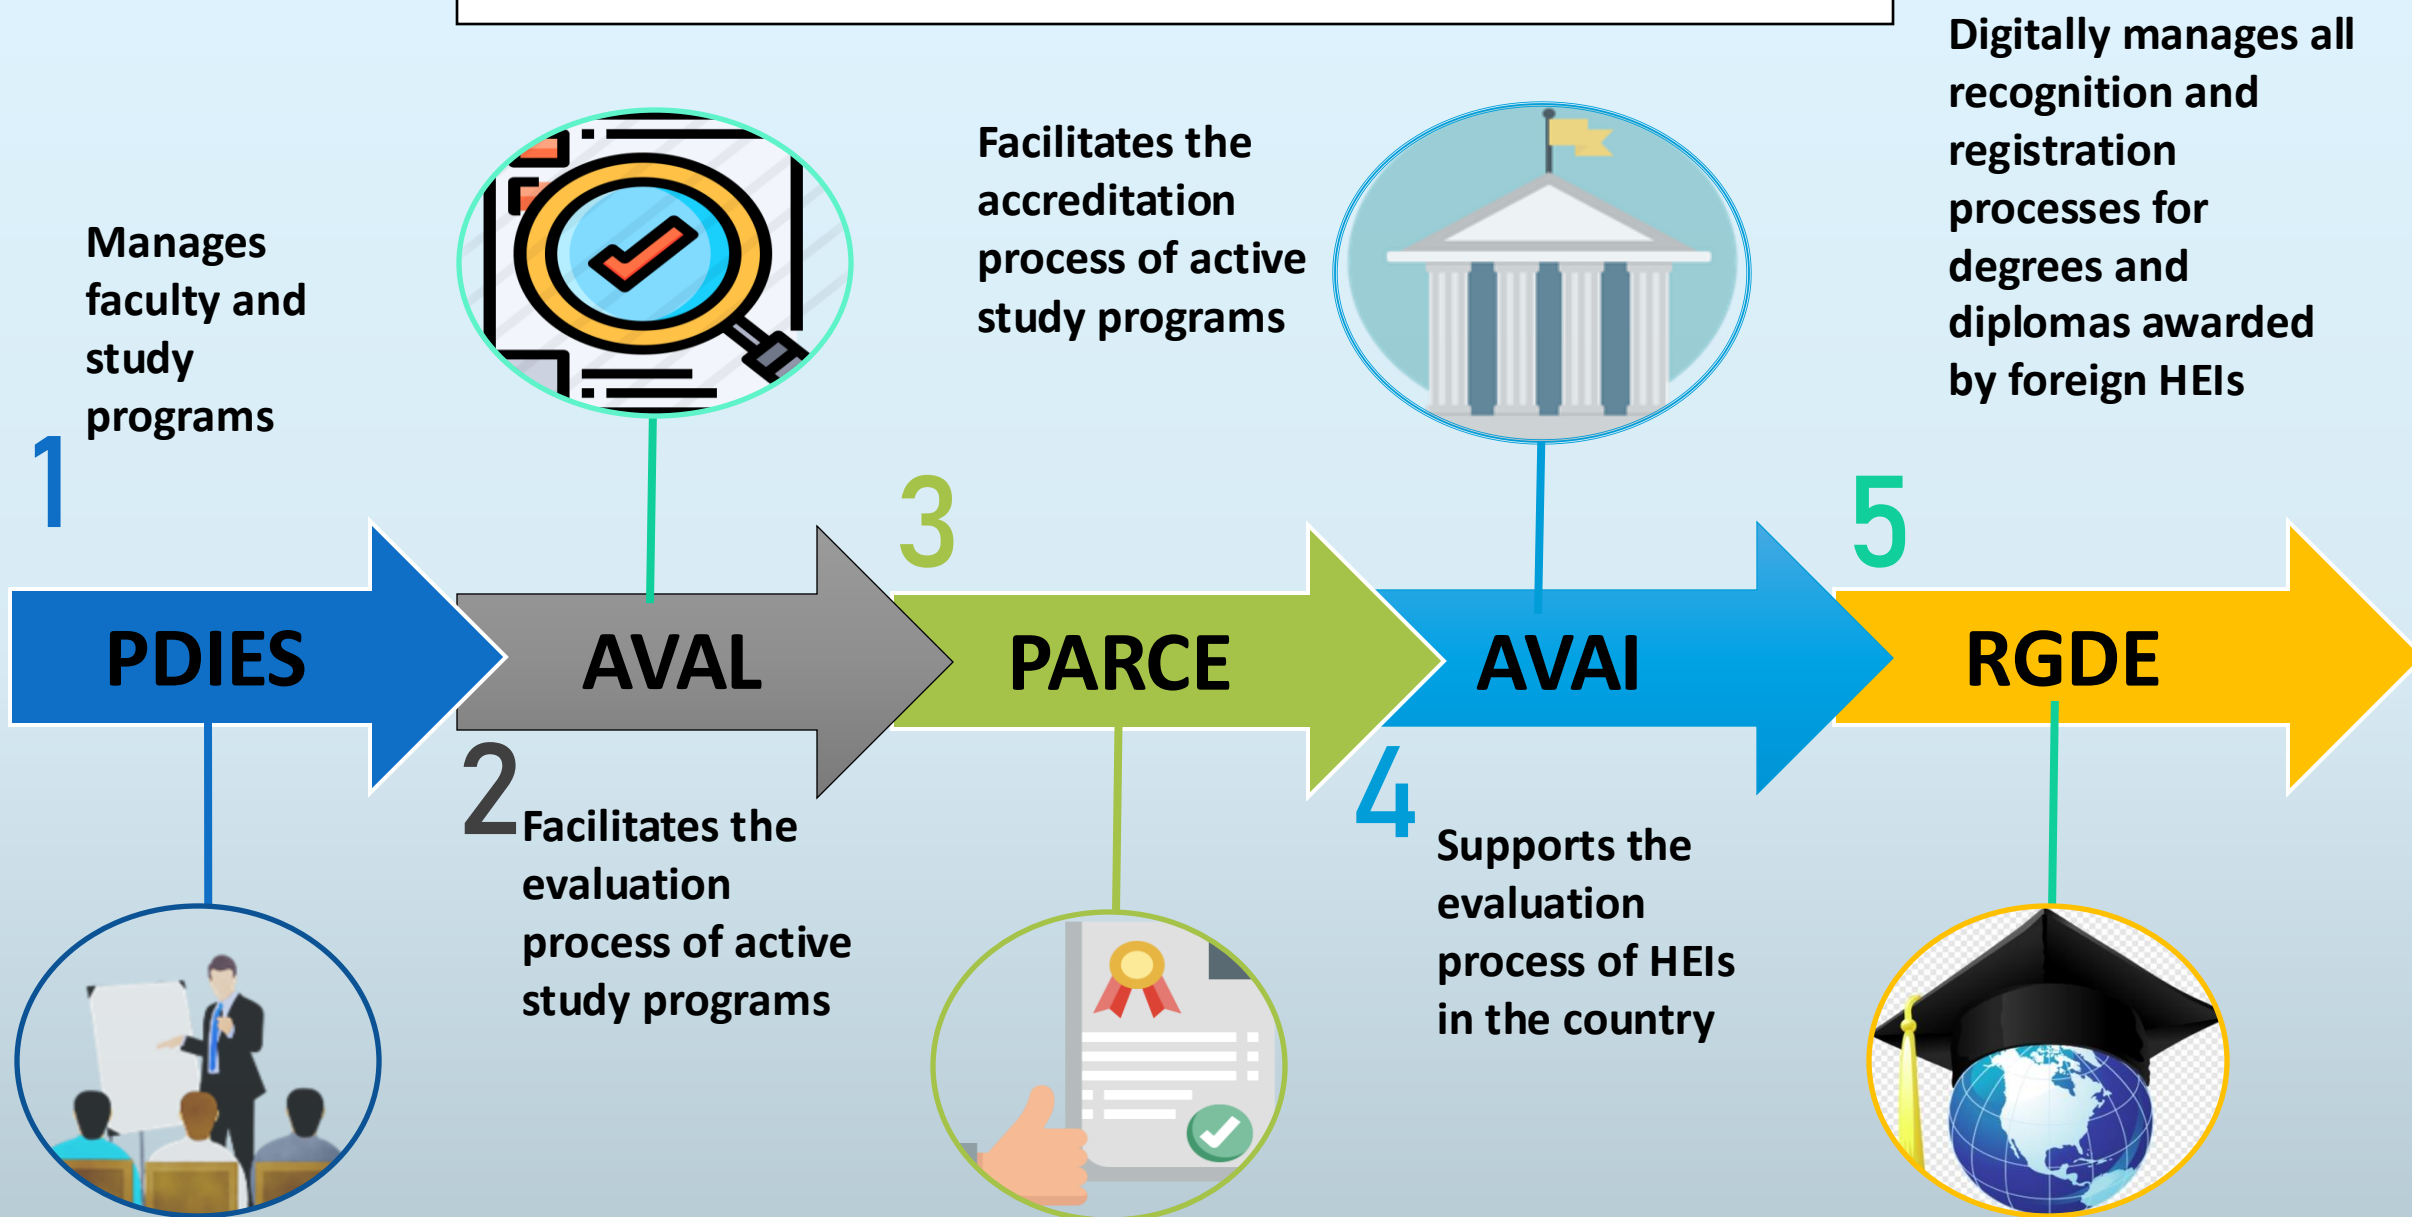 1
Manages
faculty and
study
programs
PDIES
AVAL
2
Facilitates the
evaluation
process of active
study programs
3
Facilitates the
accreditation
process of active
study programs
PARCE
AVAI
4
Supports the
evaluation
process of HEIs
in the country
5
Digitally manages all
recognition and
registration
processes for
degrees and
diplomas awarded
by foreign HEIs
RGDE